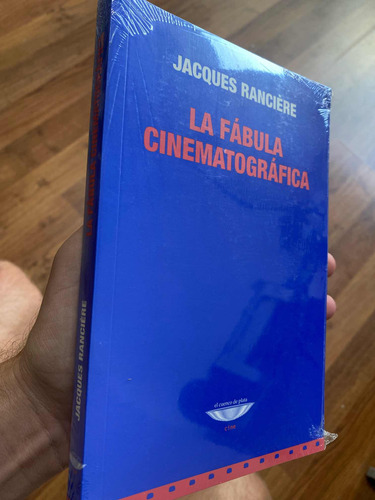 JACQUES RANCIÈRE
LA FÁBULA
CINEMATOGRÁFICA
el cuenco de plata
cine
JACQUES RANCIÈRE